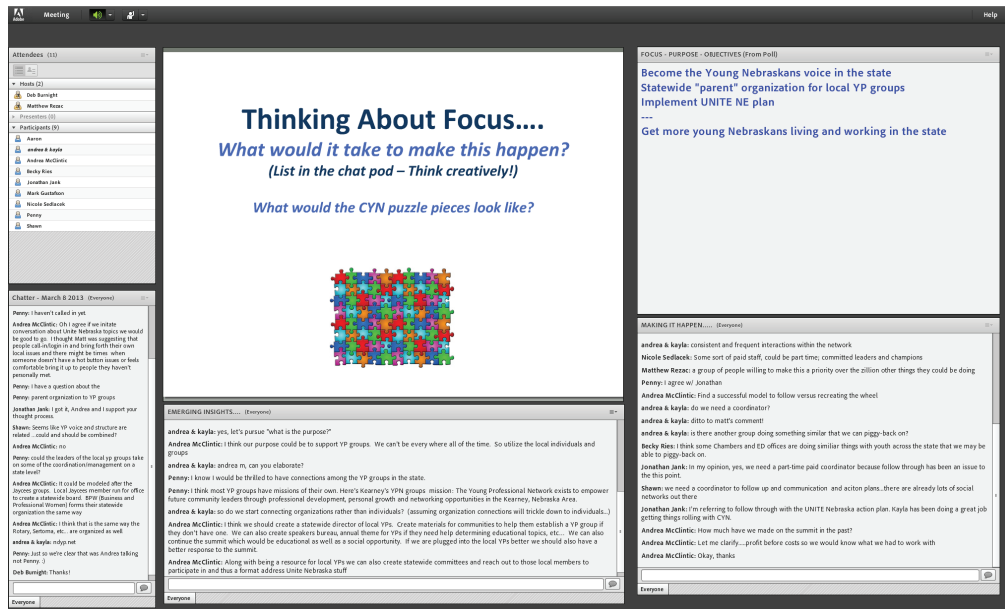 Adobe
Meeting
Help
Attendees (11)
Hosts (2)
Deb Burnight
Matthew Rezac
Presenters (0)
Participants (9)
Aaron
andrea & kayla
Andrea McClintic
Becky Ries
Jonathan Jank
Mark Gustafson
Nicole Sedlacek
Penny
Shawn
Chatter - March 8 2013 (Everyone)
Penny: I haven't called in yet
Andrea McClintic: Oh I agree if we initate
conversation about Unite Nebraska topics we would
be good to go. I thought Matt was suggesting that
people call-in/login in and bring forth their own
local issues and there might be times when
someone doesn't have a hot button issues or feels
comfortable bring it up to people they haven't
personally met.
Penny: I have a question about the
Penny: parent organization to YP groups
Jonathan Jank: I got it, Andrea and I support your
thought process.
Shawn: Seems like YP voice and structure are
related ...could and should be combined?
Andrea McClintic: no
Penny: could the leaders of the local yp groups take
on some of the coordination/management on a
state level?
Andrea McClintic: It could be modeled after the
Jaycees groups. Local Jaycees member run for office
to create a statewide board. BPW (Business and
Professional Women) forms their statewide
organization the same way
Andrea McClintic: I think that is the same way the
Rotary, Sertoma, etc... are organized as well
andrea & kayla: ndyp.net
Penny: Just so we're clear that was Andrea talking
not Penny. ;)
Deb Burnight: Thanks!
Everyone
Thinking About Focus....
What would it take to make this happen?
(List in the chat pod – Think creatively!)
What would the CYN puzzle pieces look like?
EMERGING INSIGHTS.... (Everyone)
andrea & kayla: yes, let's pursue "what is the purpose?"
Andrea McClintic: I think our purpose could be to support YP groups. We can't be every where all of the time. So utilize the local individuals and
groups
andrea & kayla: andrea m, can you elaborate?
Penny: I know I would be thrilled to have connections among the YP groups in the state.
Penny: I think most YP groups have missions of their own. Here's Kearney's YPN groups mission: The Young Professional Network exists to empower
future community leaders through professional development, personal growth and networking opportunities in the Kearney, Nebraska Area.
andrea & kayla: so do we start connecting organizations rather than individuals? (assuming organization connections will trickle down to individuals...)
Andrea McClintic: I think we should create a statewide director of local YPs. Create materials for communities to help them establish a YP group if
they don't have one. We can also create speakers bureau, annual theme for YPs if they need help determining educational topics, etc... We can also
continue the summit which would be educational as well as a social opportunity. If we are plugged into the local YPs better we should also have a
better response to the summit.
Andrea McClintic: Along with being a resource for local YPs we can also create statewide committees and reach out to those local members to
participate in and thus a format address Unite Nebraska stuff
Everyone
FOCUS - PURPOSE - OBJECTIVES (From Poll)
Become the Young Nebraskans voice in the state
Statewide "parent" organization for local YP groups
Implement UNITE NE plan
---
Get more young Nebraskans living and working in the state
MAKING IT HAPPEN..... (Everyone)
andrea & kayla: consistent and frequent interactions within the network
Nicole Sedlacek: Some sort of paid staff, could be part time; committed leaders and champions
Matthew Rezac: a group of people willing to make this a priority over the zillion other things they could be doing
Penny: I agree w/ Jonathan
Andrea McClintic: Find a successful model to follow versus recreating the wheel
andrea & kayla: do we need a coordinator?
andrea & kayla: ditto to matt's comment!
andrea & kayla: is there another group doing something similar that we can piggy-back on?
Becky Ries: I think some Chambers and ED offices are doing similiar things with youth across the state that we may be
able to piggy-back on.
Jonathan Jank: In my opinion, yes, we need a part-time paid coordinator because follow through has been an issue to
the this point.
Shawn: we need a coordinator to follow up and communication and aciton plans..there are already lots of social
networks out there
Jonathan Jank: I'm referring to follow through with the UNITE Nebraska action plan. Kayla has been doing a great job
getting things rolling with CYN.
Andrea McClintic: How much have we made on the summit in the past?
Andrea McClintic: Let me clarify....profit before costs so we would know what we had to work with
Andrea McClintic: Okay, thanks
Everyone